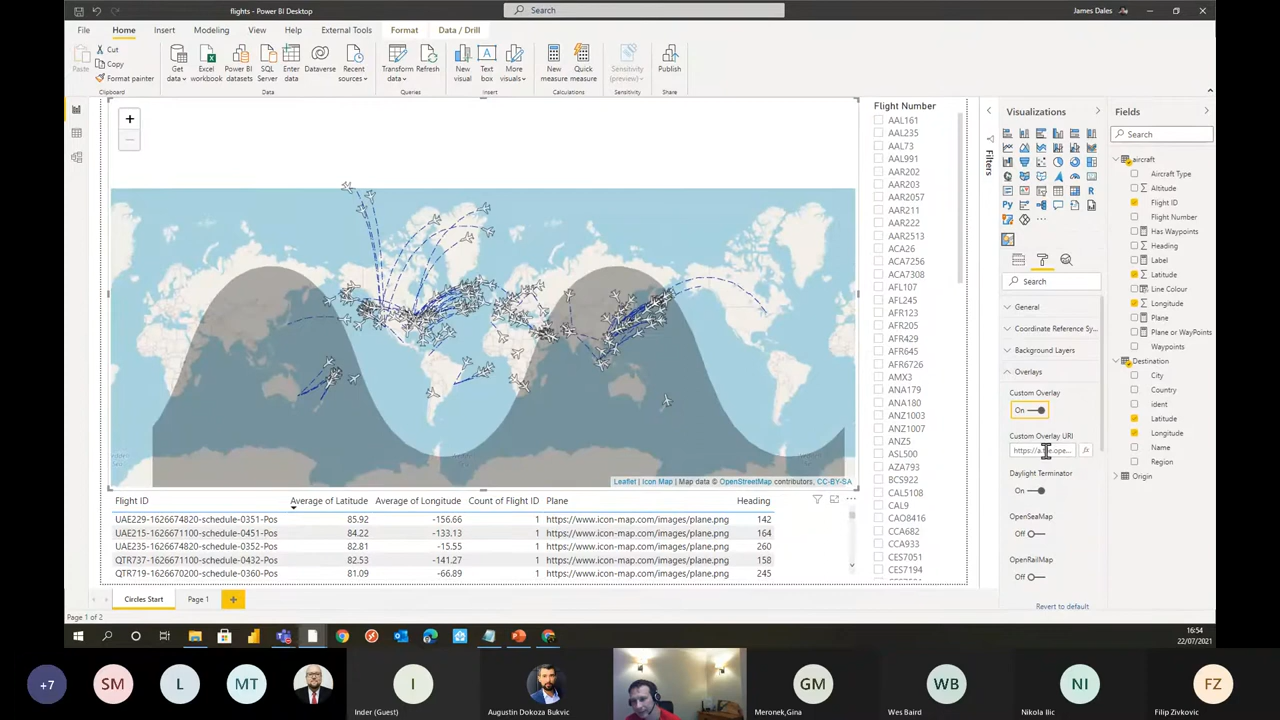 flights - Power BI Desktop
Search
James Dales
File
Home
Insert
Modeling
View
Help
External Tools
Format
Data / Drill
Paste
Cut
Copy
Format painter
Clipboard
Get data
Excel workbook
Power BI datasets
SQL Server
Enter data
Dataverse
Recent sources
Data
Transform data
Refresh
Queries
New visual
Text box
More visuals
Insert
New measure
Quick measure
Calculations
Sensitivity (preview)
Sensitivity
Publish
Share
+
Leaflet | Icon Map | Map data © OpenStreetMap contributors, CC-BY-SA
Flight Number
AAL161
AAL235
AAL73
AAL991
AAR202
AAR203
AAR2057
AAR211
AAR222
AAR2513
ACA26
ACA7256
ACA7308
AFL107
AFL245
AFR123
AFR205
AFR429
AFR645
AFR6726
AMX3
ANA179
ANA180
ANZ1003
ANZ1007
ANZ5
ASL500
AZA793
BCS922
CAL5108
CAL9
CAO8416
CCA682
CCA933
CES7051
CES7194
Flight ID Average of Latitude Average of Longitude Count of Flight ID Plane Heading
UAE229-1626674820-schedule-0351-Pos 85.92 -156.66 1 https://www.icon-map.com/images/plane.png 142
UAE215-1626671100-schedule-0451-Pos 84.22 -133.13 1 https://www.icon-map.com/images/plane.png 164
UAE235-1626674820-schedule-0352-Pos 82.81 -15.55 1 https://www.icon-map.com/images/plane.png 260
QTR737-1626671100-schedule-0432-Pos 82.53 -141.27 1 https://www.icon-map.com/images/plane.png 158
QTR719-1626670200-schedule-0360-Pos 81.09 -66.89 1 https://www.icon-map.com/images/plane.png 245
Filters
Visualizations
Search
General
Coordinate Reference Sy...
Background Layers
Overlays
Custom Overlay
On
Custom Overlay URI
Daylight Terminator
On
OpenSeaMap
Off
OpenRailMap
Off
Revert to default
Fields
Search
aircraft
Aircraft Type
Altitude
Flight ID
Flight Number
Has Waypoints
Heading
Label
Latitude
Line Colour
Longitude
Plane
Plane or WayPoints
Waypoints
Destination
City
Country
ident
Latitude
Longitude
Name
Region
Origin
Circles Start
Page 1
+
Page 1 of 2
16:54
22/07/2021
+7
SM
L
MT
I
Inder (Guest)
Augustin Dokoza Bukvic
GM
Meronek,Gina
WB
Wes Baird
NI
Nikola Ilic
FZ
Filip Zivkovic